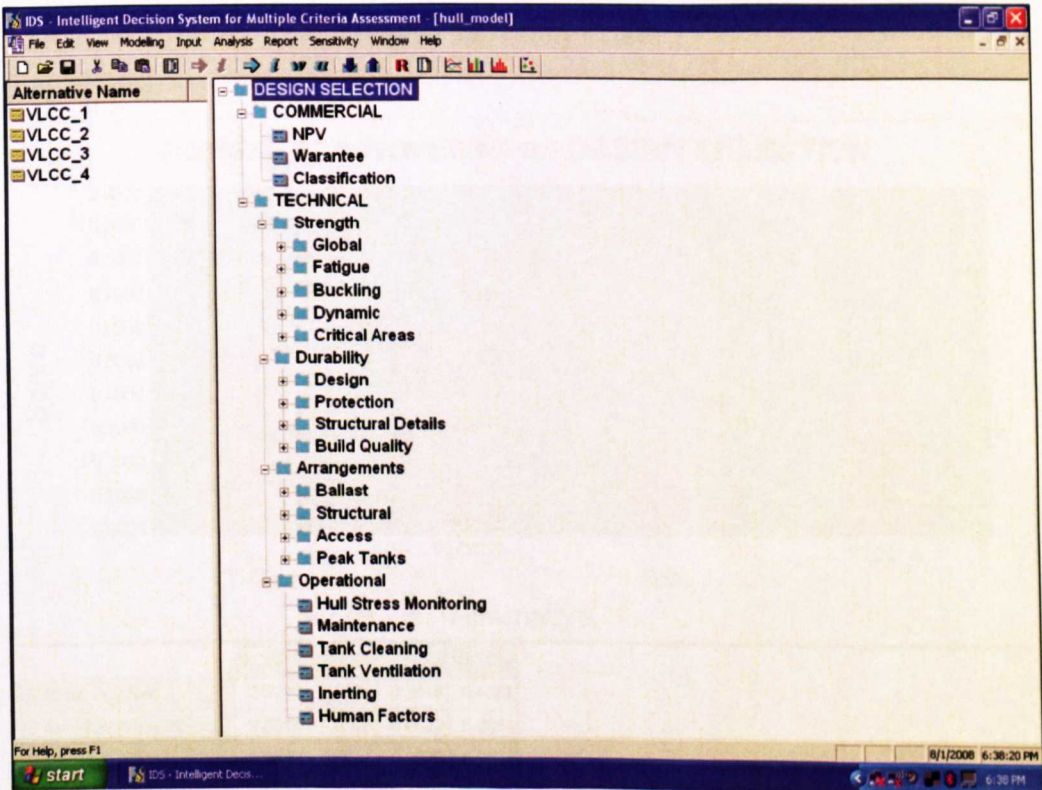 IDS - Intelligent Decision System for Multiple Criteria Assessment - [hull_model]
File Edit View Modeling Input Analysis Report Sensitivity Window Help
R
Alternative Name
VLCC_1
VLCC_2
VLCC_3
VLCC_4
DESIGN SELECTION
COMMERCIAL
NPV
Warantee
Classification
TECHNICAL
Strength
Global
Fatigue
Buckling
Dynamic
Critical Areas
Durability
Design
Protection
Structural Details
Build Quality
Arrangements
Ballast
Structural
Access
Peak Tanks
Operational
Hull Stress Monitoring
Maintenance
Tank Cleaning
Tank Ventilation
Inerting
Human Factors
For Help, press F1
8/1/2008 6:38:20 PM
start
IDS - Intelligent Decis...
6:38 PM